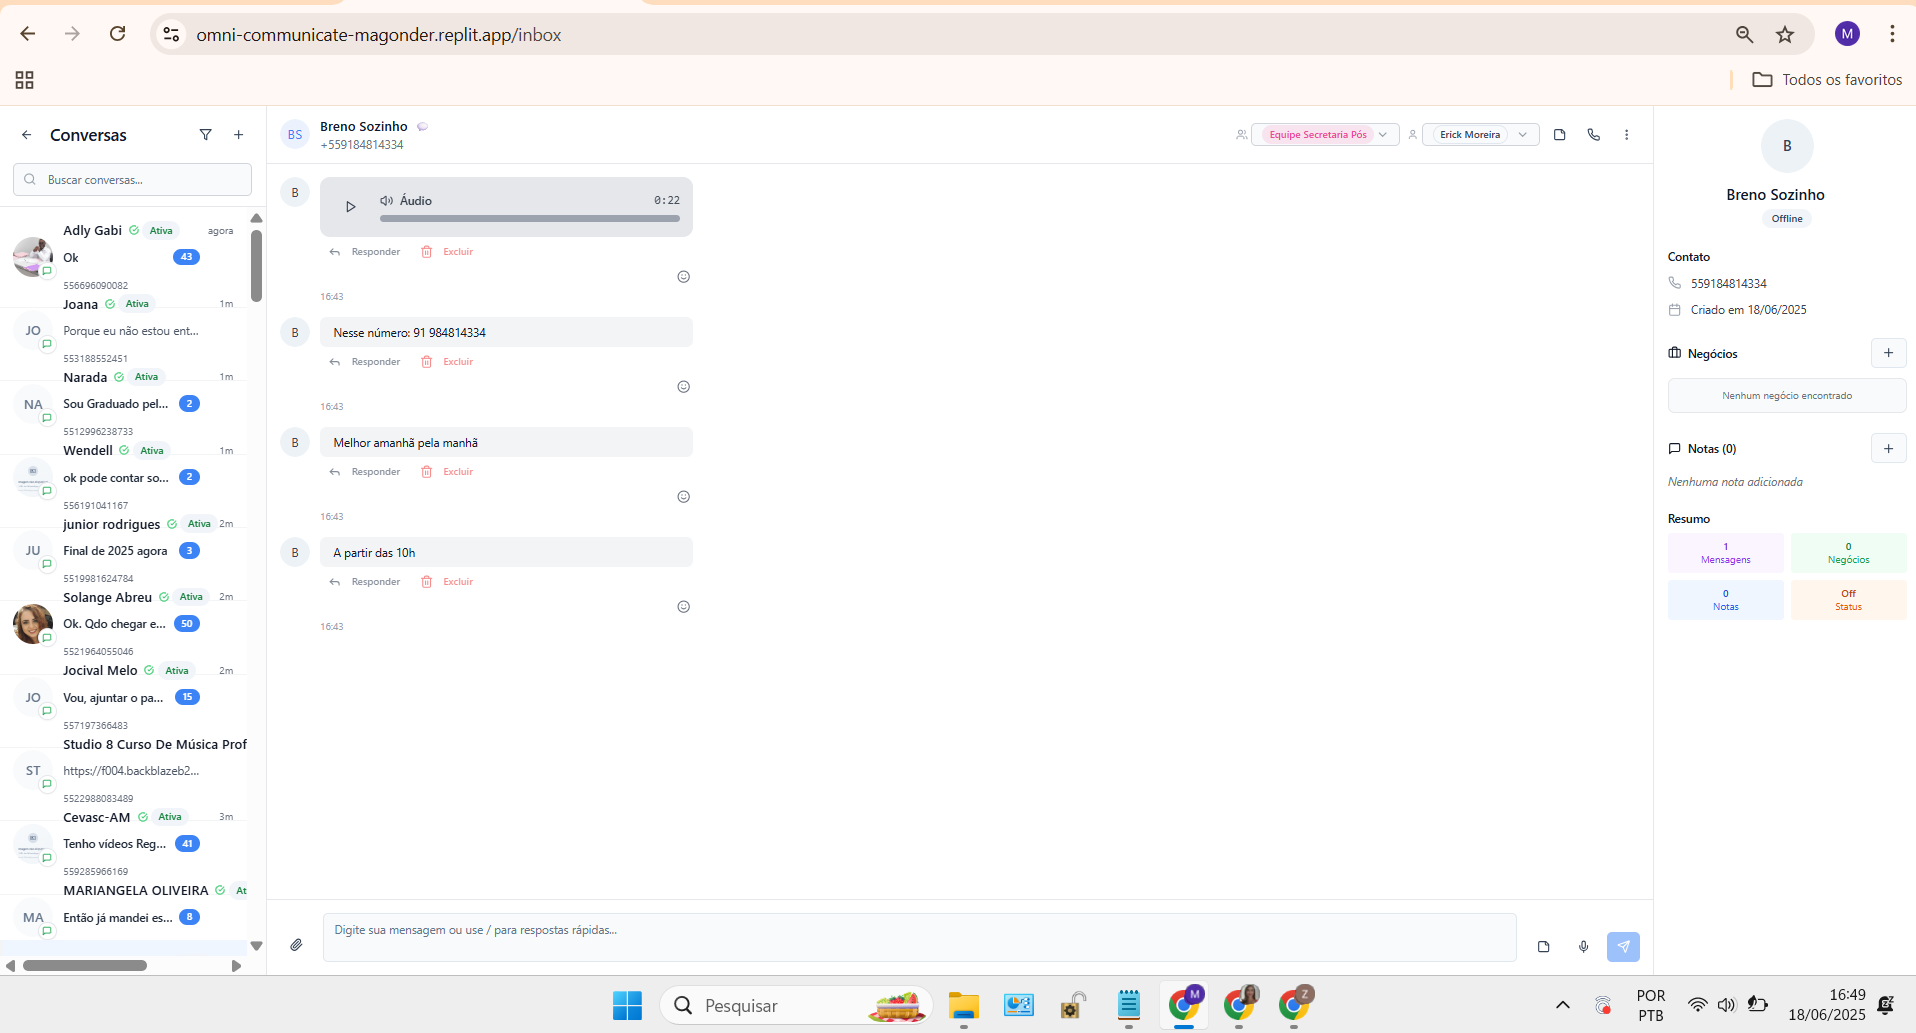 omni-communicate-magonder.replit.app/inbox
M
Todos os favoritos
Conversas
Buscar conversas...
Adly Gabi Ativa agora
Ok 43
556696090082
Joana Ativa 1m
JO
Porque eu não estou ent...
553188552451
Narada Ativa 1m
NA
Sou Graduado pel... 2
5512996238733
Wendell Ativa 1m
ok pode contar so... 2
556191041167
junior rodrigues Ativa 2m
JU
Final de 2025 agora 3
5519981624784
Solange Abreu Ativa 2m
Ok. Qdo chegar e... 50
5521964055046
Jocival Melo Ativa 2m
JO
Vou, ajuntar o pa... 15
557197366483
Studio 8 Curso De Música Prof
ST
https://f004.backblazeb2...
5522988083489
Cevasc-AM Ativa 3m
Tenho vídeos Reg... 41
559285966169
MARIANGELA OLIVEIRA At
MA
Então já mandei es... 8
BS
Breno Sozinho
+559184814334
Equipe Secretaria Pós
Erick Moreira
B
Áudio 0:22
Responder Excluir
16:43
B
Nesse número: 91 984814334
Responder Excluir
16:43
B
Melhor amanhã pela manhã
Responder Excluir
16:43
B
A partir das 10h
Responder Excluir
16:43
Digite sua mensagem ou use / para respostas rápidas...
B
Breno Sozinho
Offline
Contato
559184814334
Criado em 18/06/2025
Negócios
Nenhum negócio encontrado
Notas (0)
Nenhuma nota adicionada
Resumo
1
Mensagens
0
Negócios
0
Notas
Off
Status
Pesquisar
M
Z
POR
PTB
16:49
18/06/2025